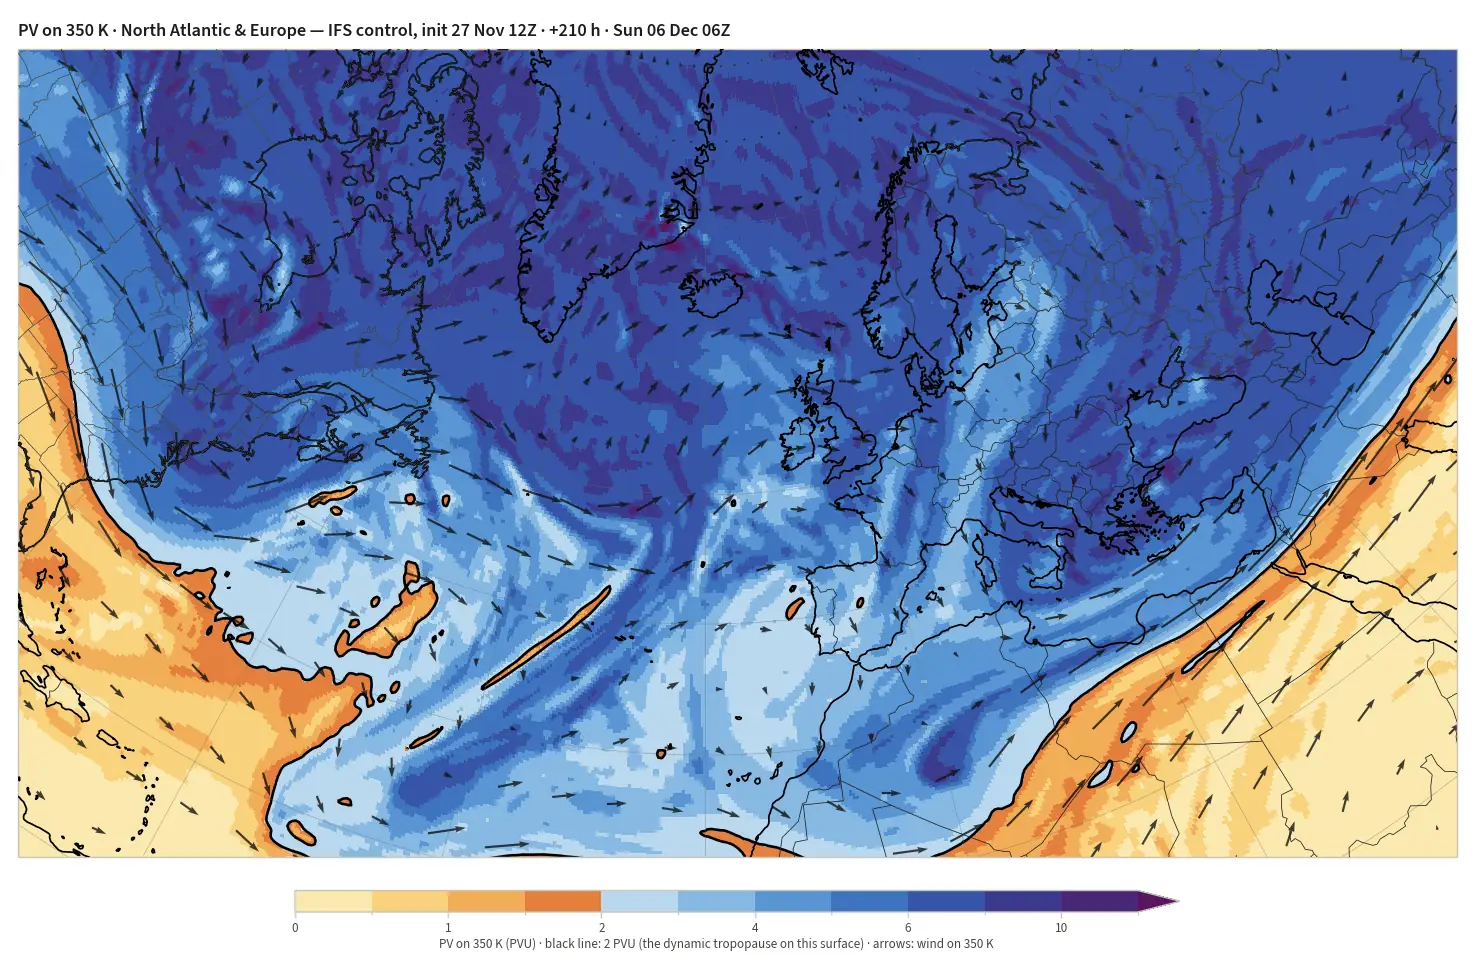 PV on 350 K · North Atlantic & Europe — IFS control, init 27 Nov 12Z · +210 h · Sun 06 Dec 06Z
0 1 2 4 6 10
PV on 350 K (PVU) · black line: 2 PVU (the dynamic tropopause on this surface) · arrows: wind on 350 K